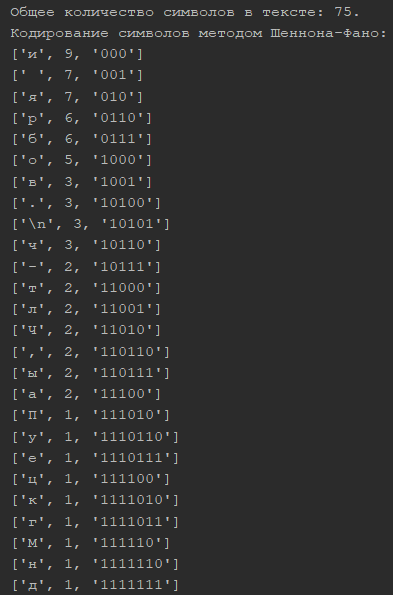 Общее количество символов в тексте: 75.
Кодирование символов методом Шеннона-Фано:
['и', 9, '000']
[' ', 7, '001']
['я', 7, '010']
['р', 6, '0110']
['б', 6, '0111']
['о', 5, '1000']
['в', 3, '1001']
['.', 3, '10100']
['\n', 3, '10101']
['ч', 3, '10110']
['-', 2, '10111']
['т', 2, '11000']
['л', 2, '11001']
['Ч', 2, '11010']
[',', 2, '110110']
['ы', 2, '110111']
['а', 2, '11100']
['П', 1, '111010']
['у', 1, '1110110']
['е', 1, '1110111']
['ц', 1, '111100']
['к', 1, '1111010']
['г', 1, '1111011']
['М', 1, '111110']
['н', 1, '1111110']
['д', 1, '1111111']